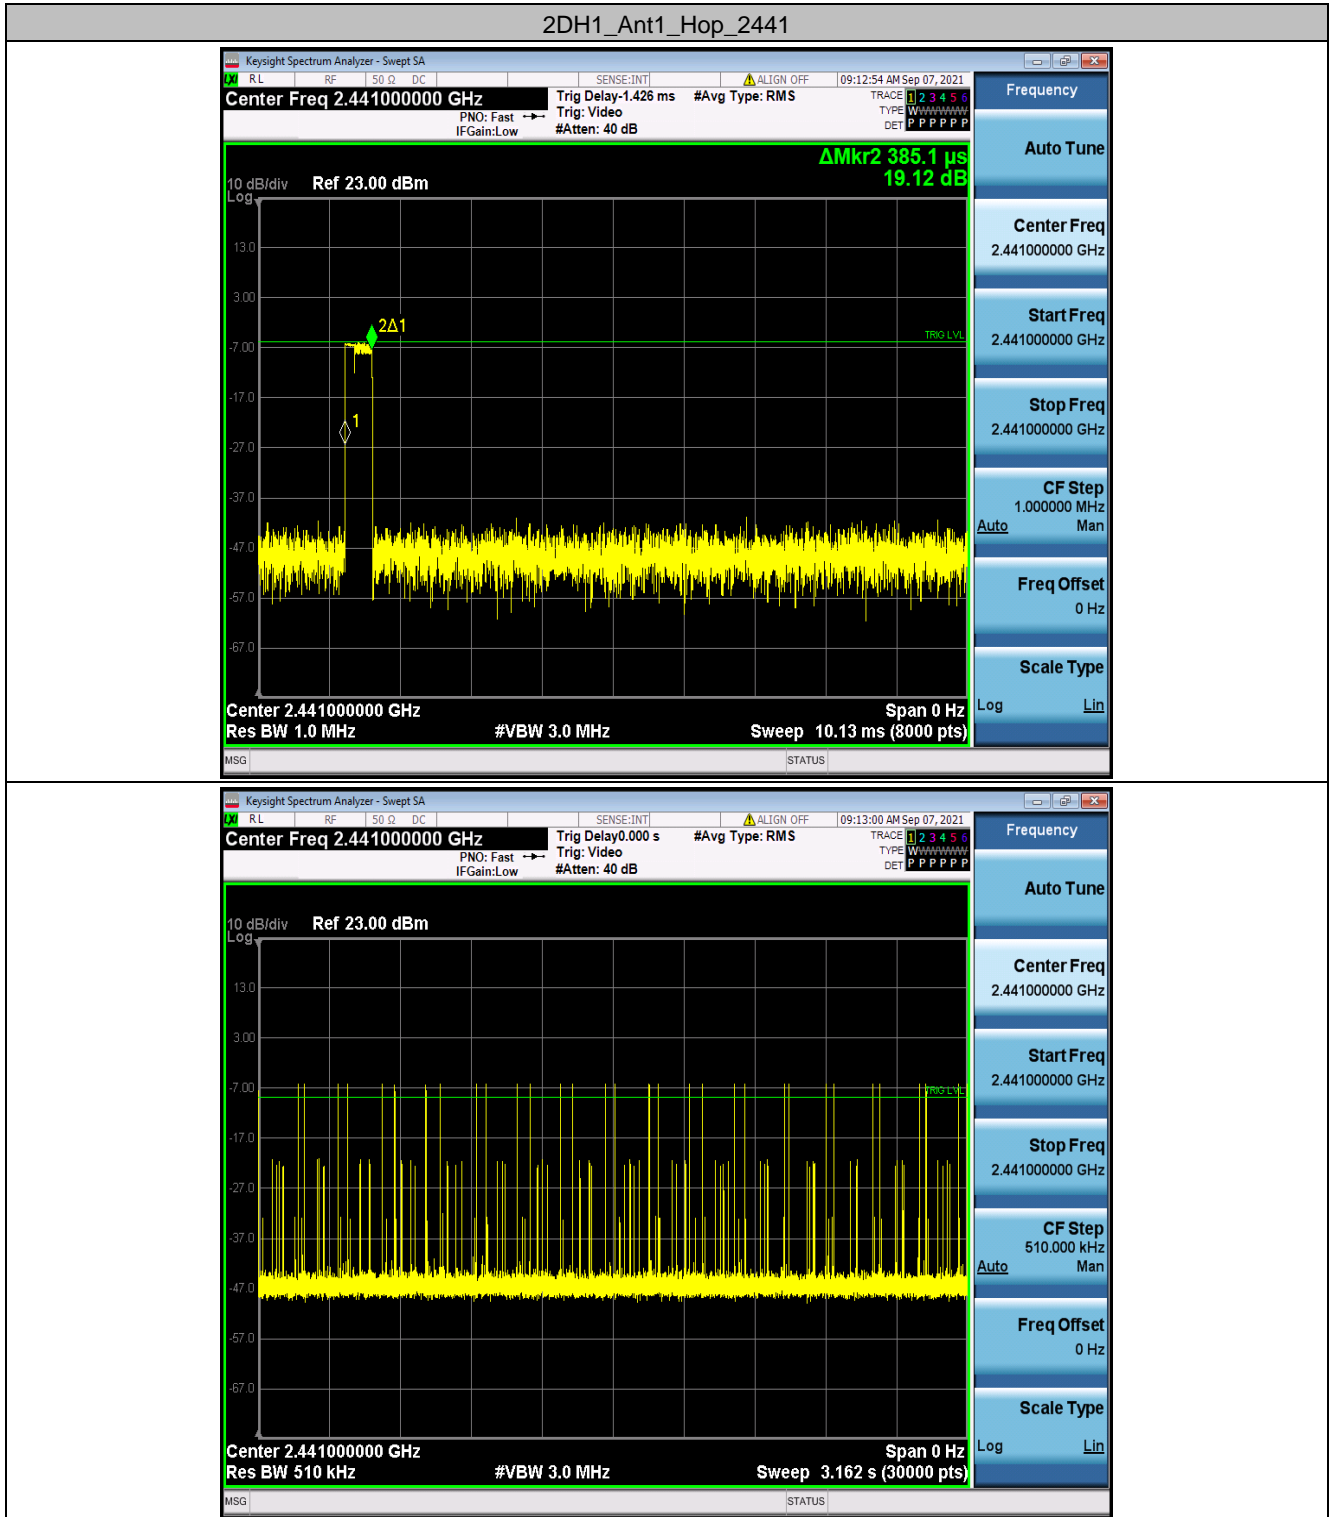 2DH1_Ant1_Hop_2441
Keysight Spectrum Analyzer - Swept SA
LXI RL RF 50 Ω DC SENSE:INT ALIGN OFF 09:12:54 AM Sep 07, 2021
Center Freq 2.441000000 GHz Trig Delay-1.426 ms #Avg Type: RMS TRACE 1 2 3 4 5 6
PNO: Fast Trig: Video TYPE WWWWWW
IFGain:Low #Atten: 40 dB DET P P P P P P
Frequency
Auto Tune
ΔMkr2 385.1 µs
19.12 dB
10 dB/div Ref 23.00 dBm
Log
13.0
3.00
-7.00
-17.0
-27.0
-37.0
-47.0
-57.0
-67.0
2Δ1
TRIG LVL
1
Center Freq
2.441000000 GHz
Start Freq
2.441000000 GHz
Stop Freq
2.441000000 GHz
CF Step
1.000000 MHz
Auto Man
Freq Offset
0 Hz
Scale Type
Log Lin
Center 2.441000000 GHz Span 0 Hz
Res BW 1.0 MHz #VBW 3.0 MHz Sweep 10.13 ms (8000 pts)
MSG STATUS
Keysight Spectrum Analyzer - Swept SA
LXI RL RF 50 Ω DC SENSE:INT ALIGN OFF 09:13:00 AM Sep 07, 2021
Center Freq 2.441000000 GHz Trig Delay0.000 s #Avg Type: RMS TRACE 1 2 3 4 5 6
PNO: Fast Trig: Video TYPE WWWWWW
IFGain:Low #Atten: 40 dB DET P P P P P P
Frequency
Auto Tune
10 dB/div Ref 23.00 dBm
Log
13.0
3.00
-7.00
-17.0
-27.0
-37.0
-47.0
-57.0
-67.0
TRIG LVL
Center Freq
2.441000000 GHz
Start Freq
2.441000000 GHz
Stop Freq
2.441000000 GHz
CF Step
510.000 kHz
Auto Man
Freq Offset
0 Hz
Scale Type
Log Lin
Center 2.441000000 GHz Span 0 Hz
Res BW 510 kHz #VBW 3.0 MHz Sweep 3.162 s (30000 pts)
MSG STATUS